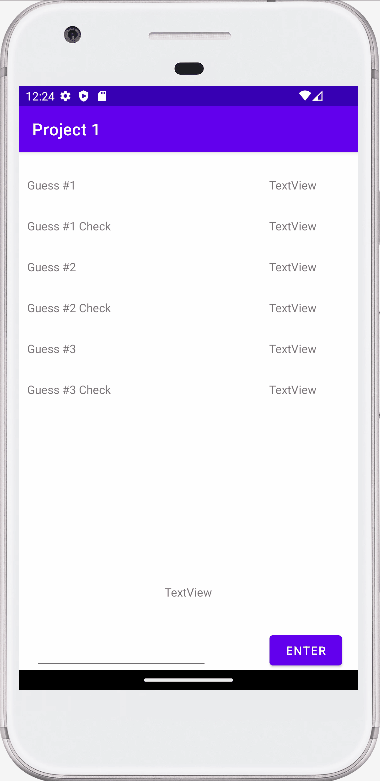 12:24
Project 1
Guess #1 TextView
Guess #1 Check TextView
Guess #2 TextView
Guess #2 Check TextView
Guess #3 TextView
Guess #3 Check TextView
TextView
ENTER